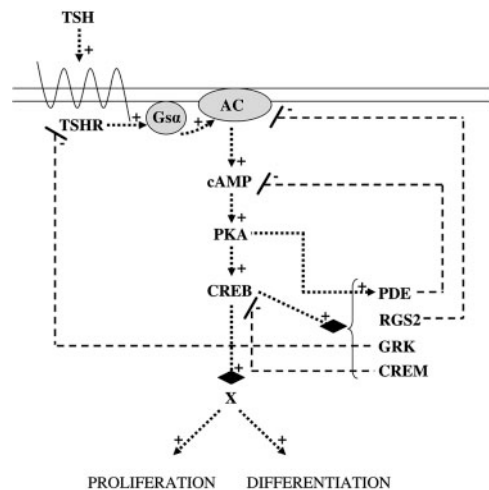 TSH
+
AC
-
TSHR
+
Gsα
+
-
+
cAMP
-
+
PKA
+
+
PDE
CREB
+
-
RGS2
+
GRK
+
CREM
X
+
+
PROLIFERATION DIFFERENTIATION